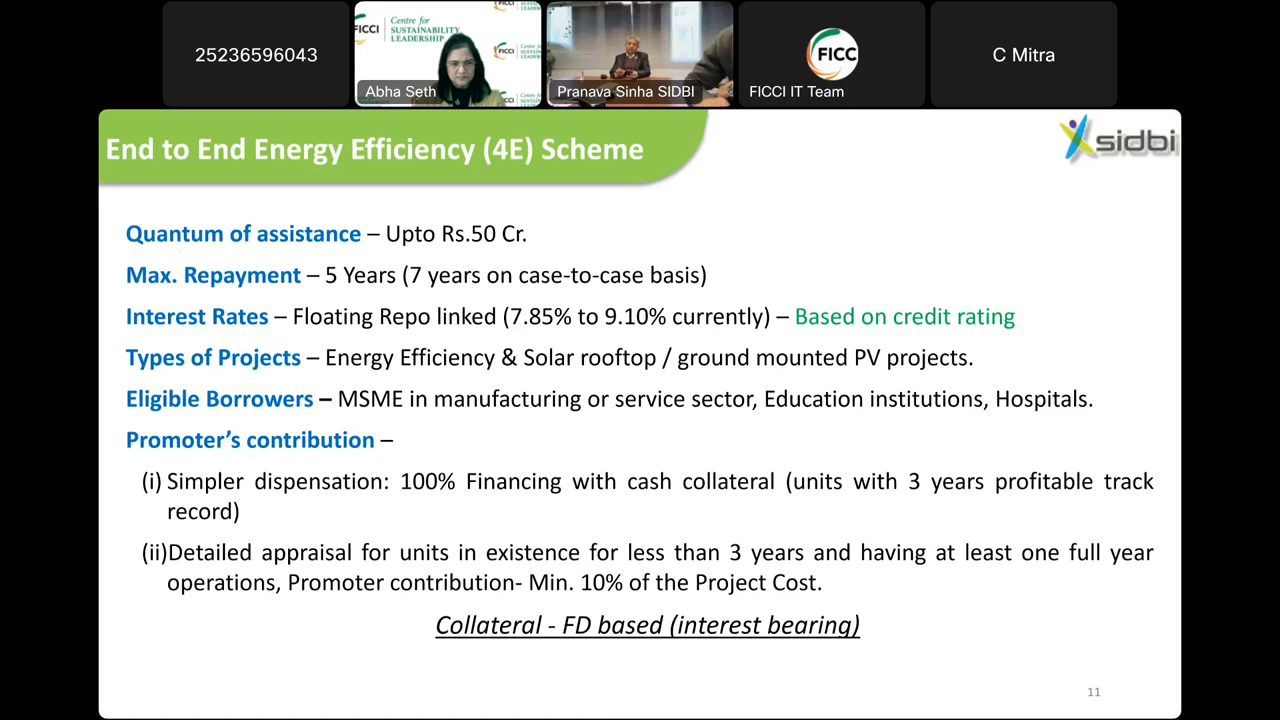 25236596043
FICCI
Centre for
SUSTAINABILITY
LEADERSHIP
Abha Seth
Pranava Sinha SIDBI
FICC
FICCI IT Team
C Mitra
End to End Energy Efficiency (4E) Scheme
sidbi
Quantum of assistance – Upto Rs.50 Cr.
Max. Repayment – 5 Years (7 years on case-to-case basis)
Interest Rates – Floating Repo linked (7.85% to 9.10% currently) – Based on credit rating
Types of Projects – Energy Efficiency & Solar rooftop / ground mounted PV projects.
Eligible Borrowers – MSME in manufacturing or service sector, Education institutions, Hospitals.
Promoter’s contribution –
(i) Simpler dispensation: 100% Financing with cash collateral (units with 3 years profitable track
record)
(ii)Detailed appraisal for units in existence for less than 3 years and having at least one full year
operations, Promoter contribution- Min. 10% of the Project Cost.
Collateral - FD based (interest bearing)
11